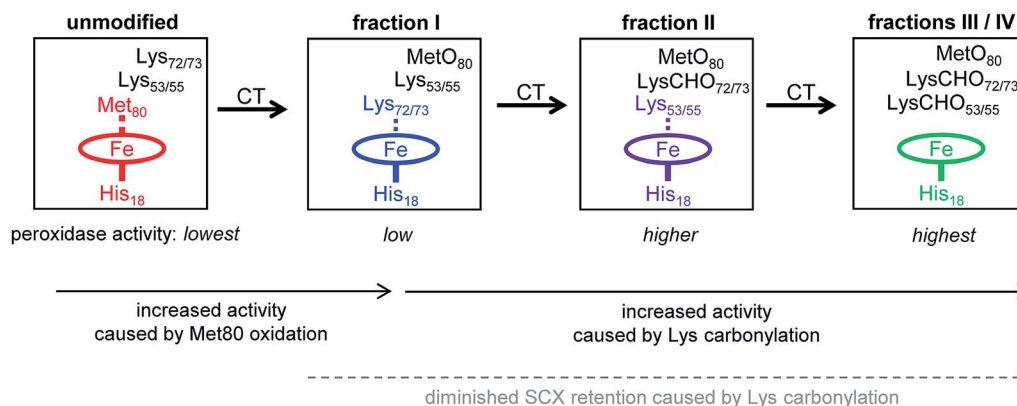 unmodified
fraction I
fraction II
fractions III / IV
Lys72/73
Lys53/55
Met80
Fe
His18
CT
MetO80
Lys53/55
Lys72/73
Fe
His18
CT
MetO80
LysCHO72/73
Lys53/55
Fe
His18
CT
MetO80
LysCHO72/73
LysCHO53/55
Fe
His18
peroxidase activity: lowest
low
higher
highest
increased activity
caused by Met80 oxidation
increased activity
caused by Lys carbonylation
diminished SCX retention caused by Lys carbonylation